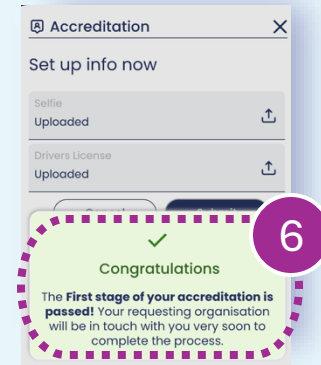 Accreditation
Set up info now
Selfie
Uploaded
Drivers License
Uploaded
6
Congratulations
The First stage of your accreditation is
passed! Your requesting organisation
will be in touch with you very soon to
complete the process.